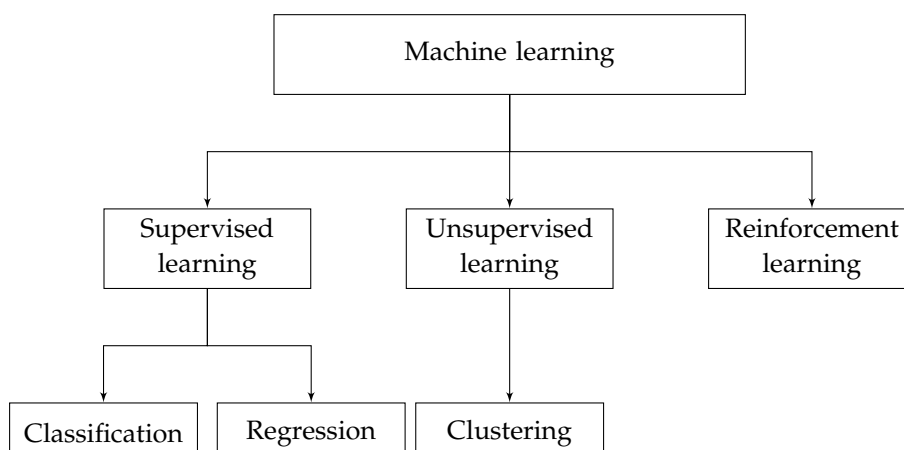 Machine learning
Supervised
learning
Unsupervised
learning
Reinforcement
learning
Classification
Regression
Clustering